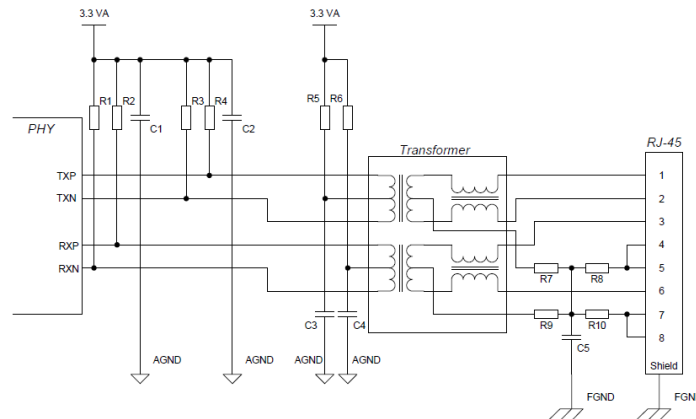 3.3 VA 3.3 VA
R1 R2 R3 R4 R5 R6
C1 C2
PHY
Transformer
RJ-45
TXP
TXN
RXP
RXN
1
2
3
4
5
6
7
8
R7 R8
R9 R10
C3 C4
C5
AGND AGND AGND AGND
Shield
FGND FGN